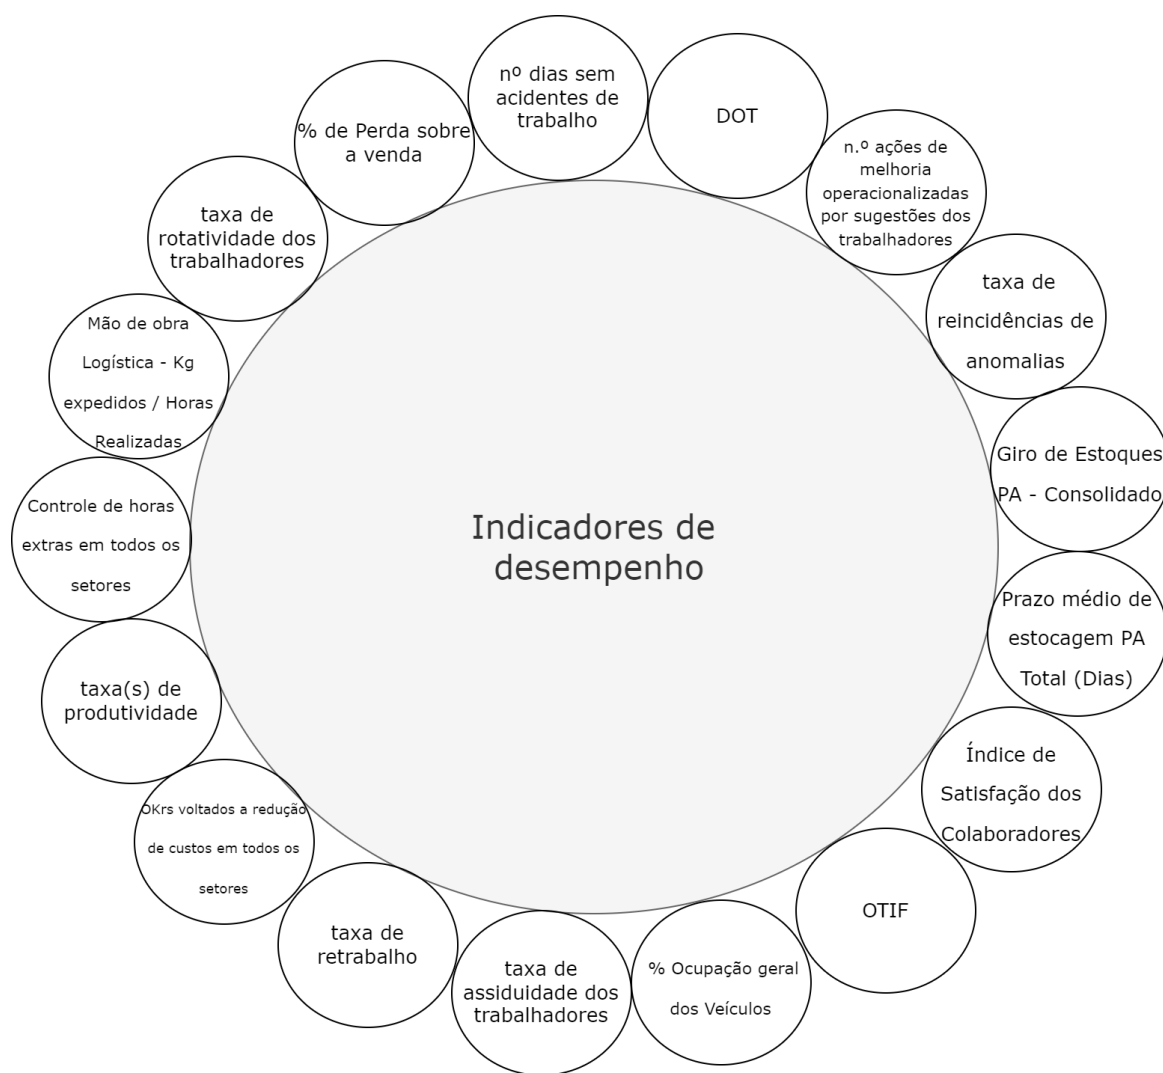 nº dias sem
acidentes de
trabalho
DOT
n.º ações de
melhoria
operacionalizadas
por sugestões dos
trabalhadores
taxa de
reincidências de
anomalias
Giro de Estoques
PA - Consolidado
Prazo médio de
estocagem PA
Total (Dias)
Índice de
Satisfação dos
Colaboradores
OTIF
% Ocupação geral
dos Veículos
taxa de
assiduidade dos
trabalhadores
taxa de
retrabalho
OKrs voltados a redução
de custos em todos os
setores
taxa(s) de
produtividade
Controle de horas
extras em todos os
setores
Mão de obra
Logística - Kg
expedidos / Horas
Realizadas
taxa de
rotatividade dos
trabalhadores
% de Perda sobre
a venda
Indicadores de
desempenho